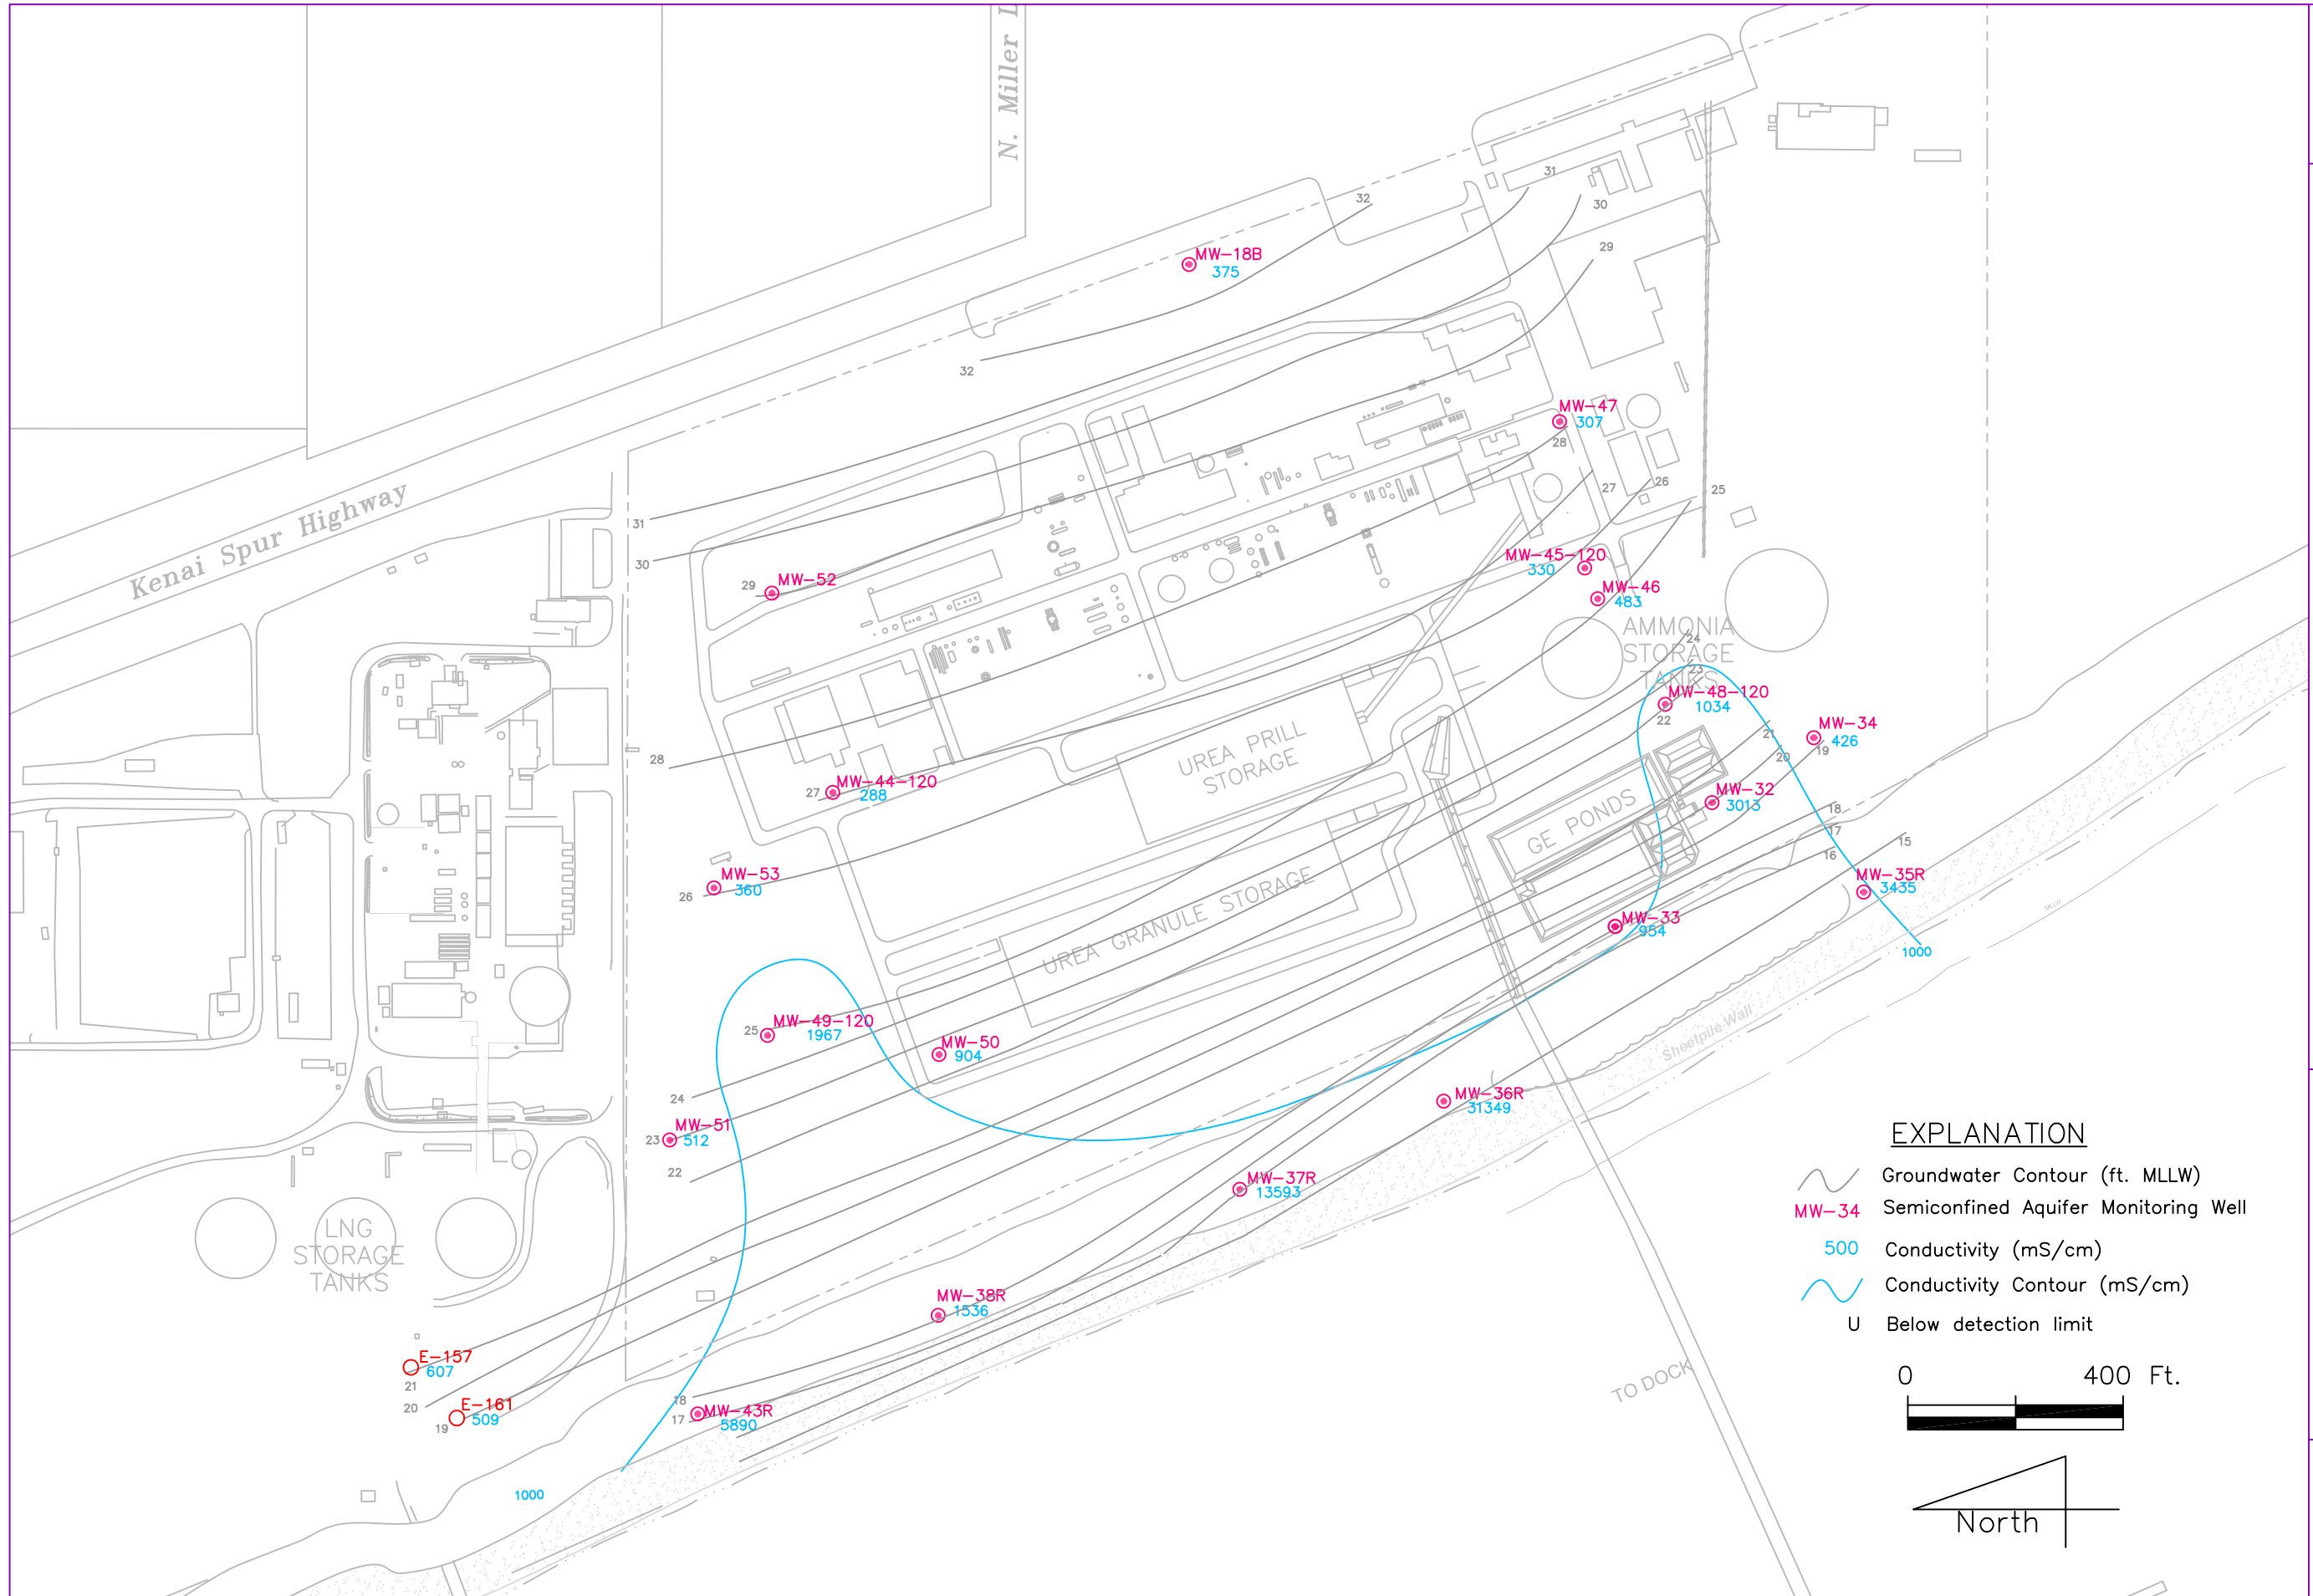 N. Miller L
32
31
30
29
MW-18B
375
32
MW-47
307
28
Kenai Spur Highway
31
30
27
26
25
29
MW-52
MW-45-120
330
MW-46
483
AMMONIA
STORAGE
TANKS
24
23
MW-48-120
1034
22
21
20
MW-34
426
19
28
UREA PRILL
STORAGE
27
MW-44-120
288
MW-32
3013
GE PONDS
18
17
16
15
MW-53
360
26
MW-35R
3435
UREA GRANULE STORAGE
MW-33
954
MLLW
1000
25
MW-49-120
1967
MW-50
904
Sheetpile Wall
24
MW-36R
31349
23
MW-51
512
22
MW-37R
13593
LNG
STORAGE
TANKS
MW-38R
1536
E-157
607
21
20
E-161
509
19
18
17
MW-43R
5890
1000
TO DOCK
EXPLANATION
Groundwater Contour (ft. MLLW)
MW-34 Semiconfined Aquifer Monitoring Well
500 Conductivity (mS/cm)
Conductivity Contour (mS/cm)
U Below detection limit
0 400 Ft.
North